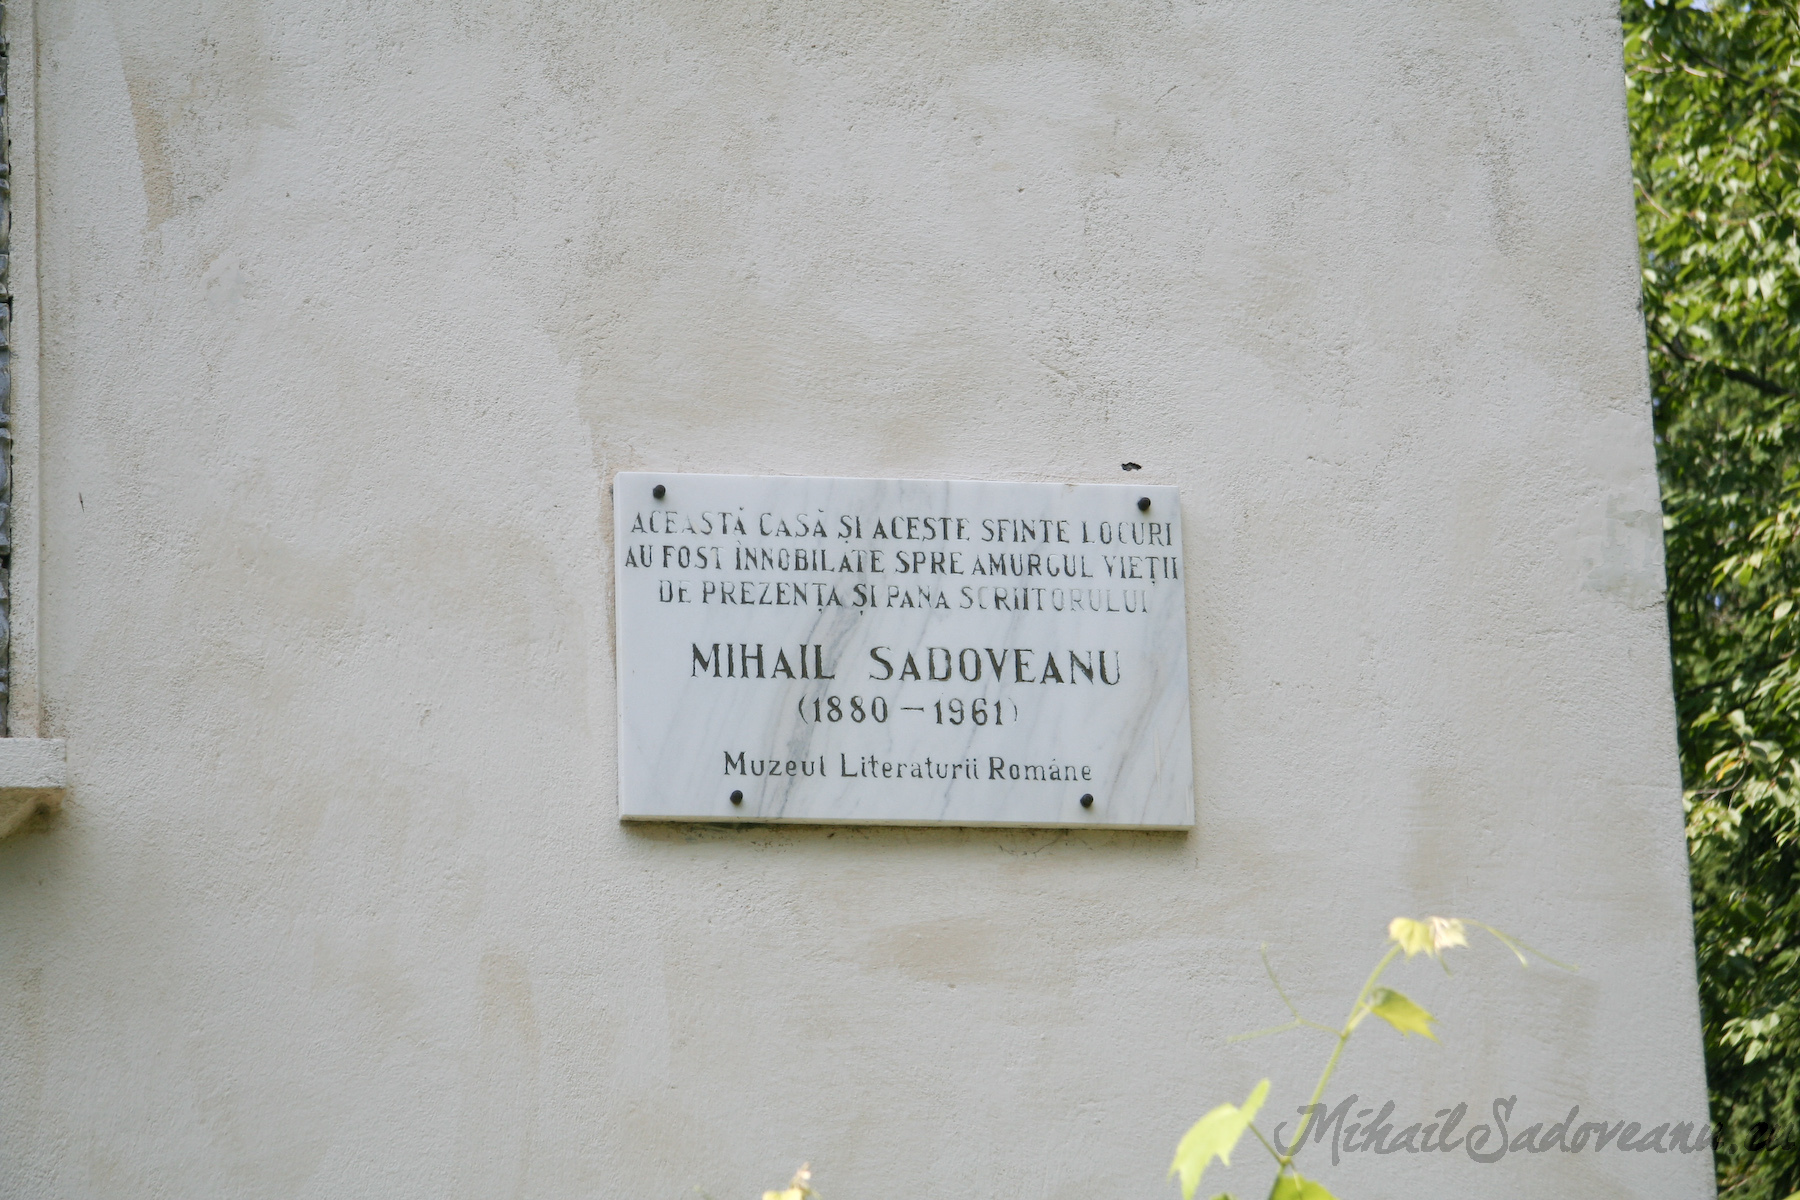 ACEASTĂ CASĂ ȘI ACESTE SFINTE LOCURI
AU FOST ÎNNOBILATE SPRE AMURGUL VIEȚII
DE PREZENȚA ȘI PANA SCRIITORULUI
MIHAIL SADOVEANU
(1880 – 1961)
Muzeul Literaturii Române
MihailSadoveanu.eu